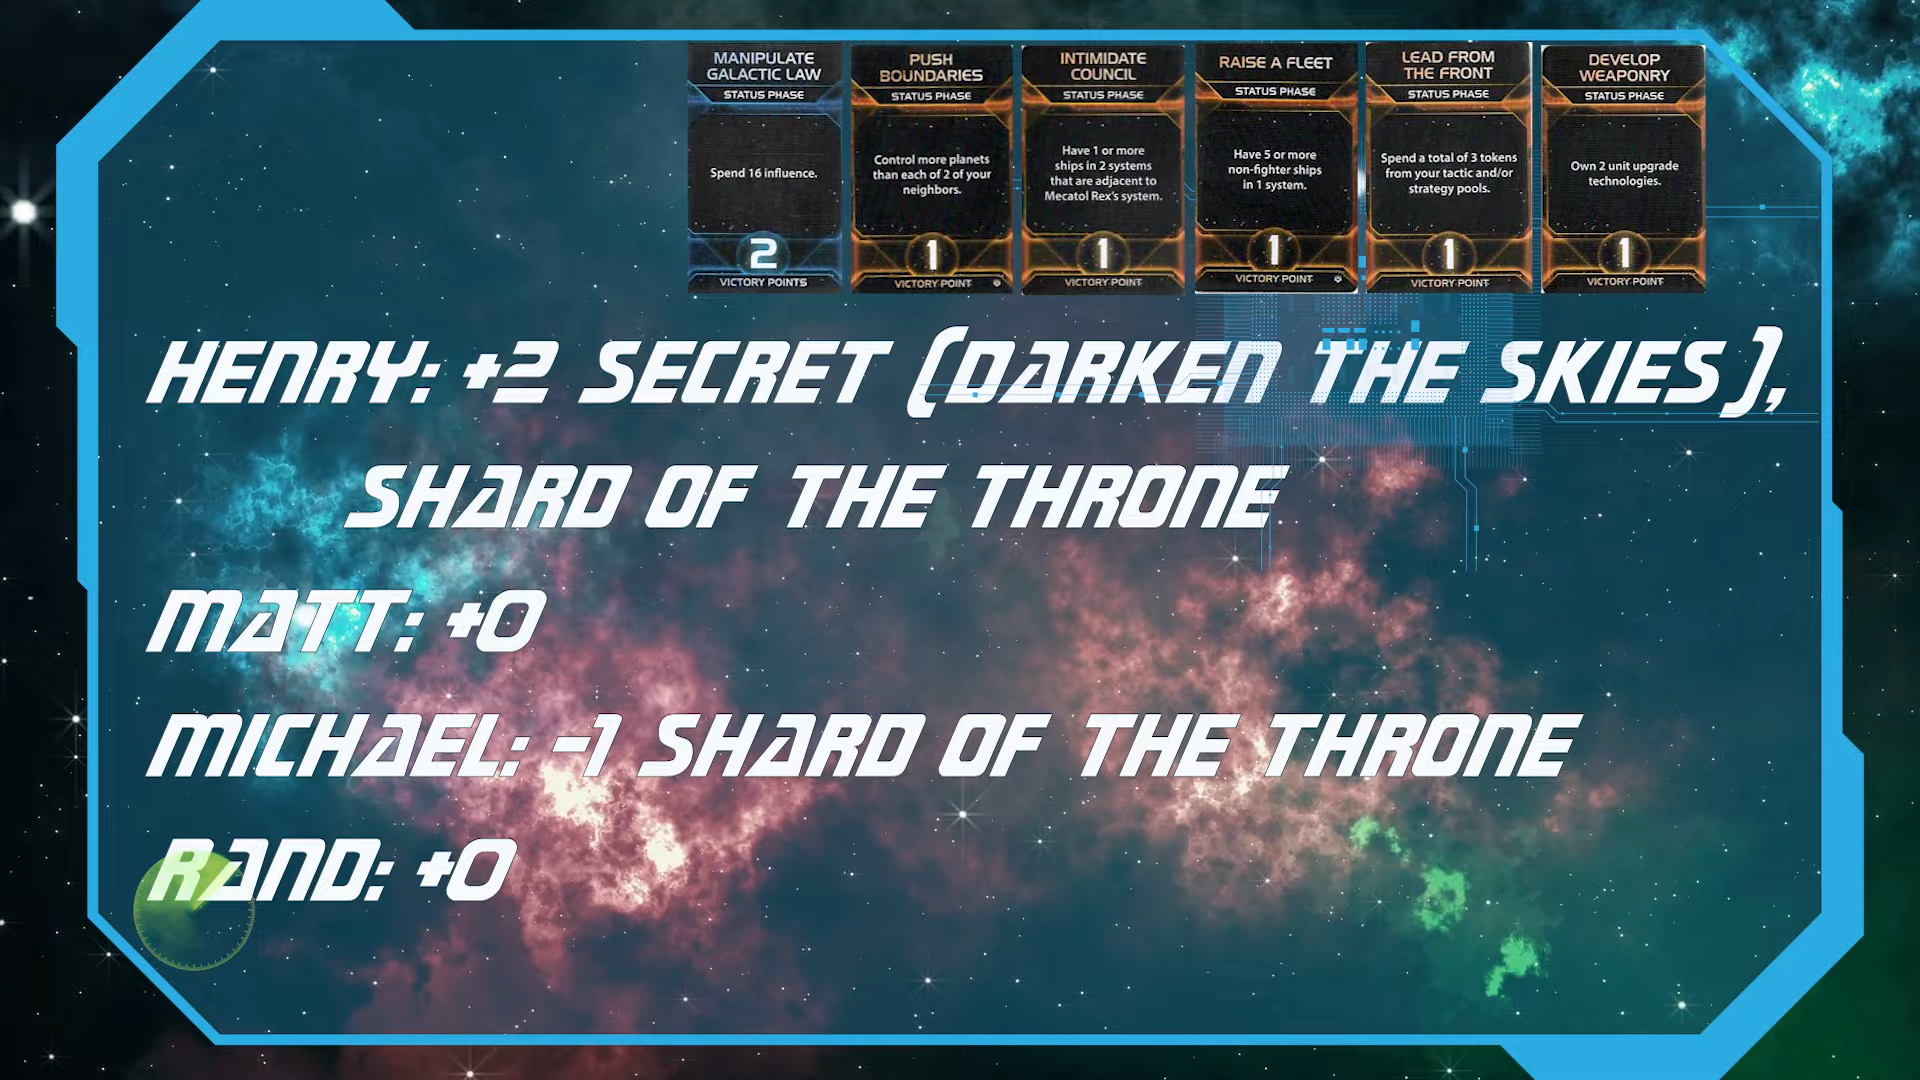 MANIPULATE
GALACTIC LAW
STATUS PHASE
Spend 16 influence.
2
VICTORY POINTS
PUSH
BOUNDARIES
STATUS PHASE
Control more planets
than each of 2 of your
neighbors.
1
VICTORY POINT
INTIMIDATE
COUNCIL
STATUS PHASE
Have 1 or more
ships in 2 systems
that are adjacent to
Mecatol Rex's system.
1
VICTORY POINT
RAISE A FLEET
STATUS PHASE
Have 5 or more
non-fighter ships
in 1 system.
1
VICTORY POINT
LEAD FROM
THE FRONT
STATUS PHASE
Spend a total of 3 tokens
from your tactic and/or
strategy pools.
1
VICTORY POINT
DEVELOP
WEAPONRY
STATUS PHASE
Own 2 unit upgrade
technologies.
1
VICTORY POINT
HENRY: +2 SECRET (DARKEN THE SKIES),
SHARD OF THE THRONE
MATT: +0
MICHAEL: -1 SHARD OF THE THRONE
RAND: +0